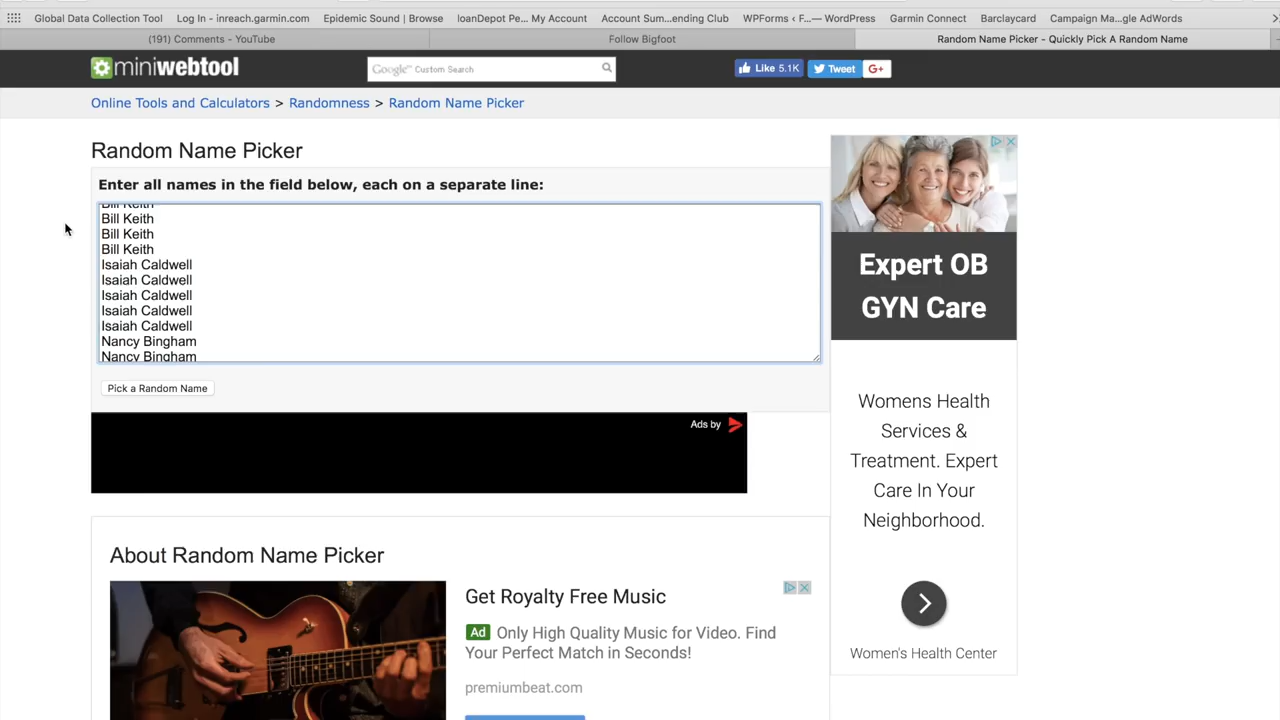 Global Data Collection Tool Log In - inreach.garmin.com Epidemic Sound | Browse loanDepot Pe... My Account Account Sum...ending Club WPForms ‹ F...— WordPress Garmin Connect Barclaycard Campaign Ma...gle AdWords
(191) Comments - YouTube Follow Bigfoot Random Name Picker - Quickly Pick A Random Name
miniwebtool Google™ Custom Search Like 5.1K Tweet G+
Online Tools and Calculators > Randomness > Random Name Picker
Random Name Picker
Enter all names in the field below, each on a separate line:
Bill Keith
Bill Keith
Bill Keith
Bill Keith
Isaiah Caldwell
Isaiah Caldwell
Isaiah Caldwell
Isaiah Caldwell
Isaiah Caldwell
Nancy Bingham
Nancy Bingham
Pick a Random Name
Ads by
About Random Name Picker
Get Royalty Free Music
Ad Only High Quality Music for Video. Find
Your Perfect Match in Seconds!
premiumbeat.com
Expert OB
GYN Care
Womens Health
Services &
Treatment. Expert
Care In Your
Neighborhood.
Women's Health Center